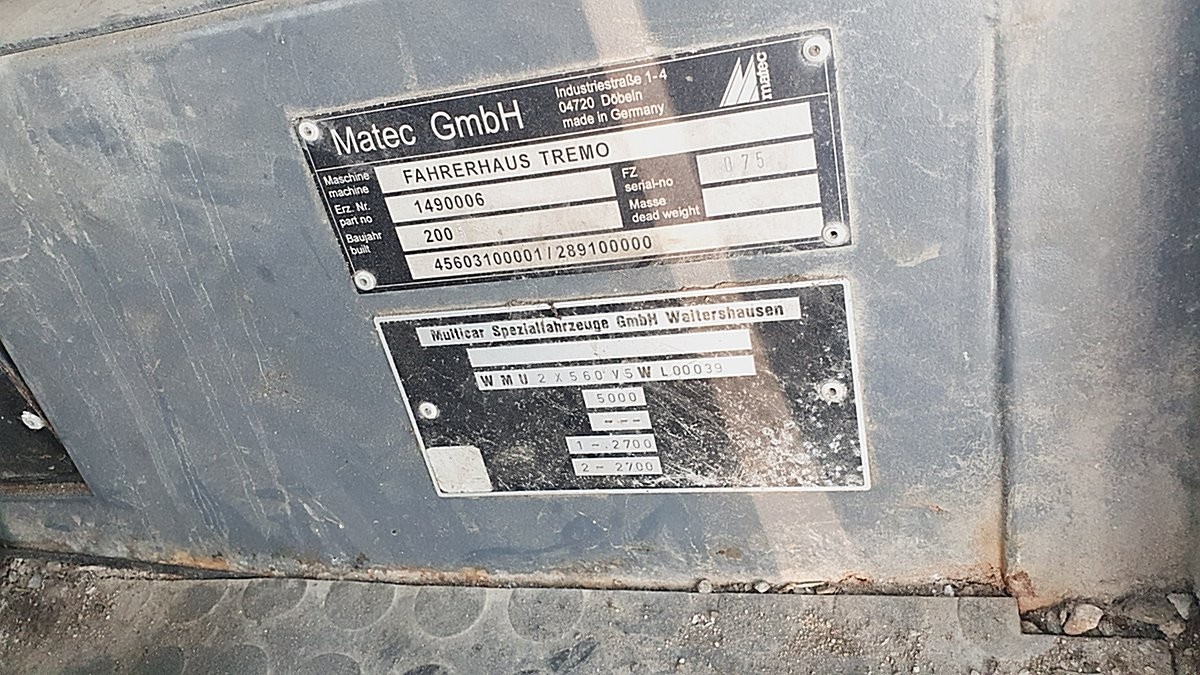 Matec GmbH
Industriestraße 1-4
04720 Döbeln
made in Germany
matec
Maschine
machine
FAHRERHAUS TREMO
Erz. Nr.
part no
1490006
FZ
serial-no
075
Baujahr
built
200
Masse
dead weight
45603100001/289100000
Multicar Spezialfahrzeuge GmbH Waltershausen
WMU2X560V5WL00039
5000
---
1-.2700
2- 2700